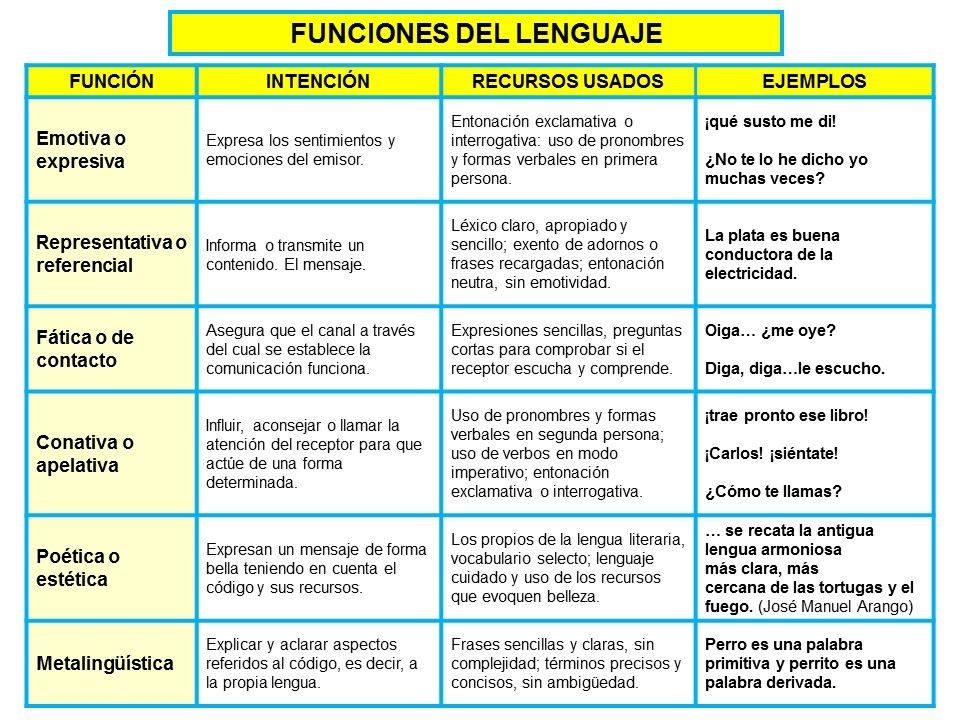 FUNCIONES DEL LENGUAJE
FUNCIÓN
INTENCIÓN
RECURSOS USADOS
EJEMPLOS
Emotiva o
expresiva
Expresa los sentimientos y
emociones del emisor.
Entonación exclamativa o
interrogativa: uso de pronombres
y formas verbales en primera
persona.
¡qué susto me di!
¿No te lo he dicho yo
muchas veces?
Representativa o
referencial
Informa o transmite un
contenido. El mensaje.
Léxico claro, apropiado y
sencillo; exento de adornos o
frases recargadas; entonación
neutra, sin emotividad.
La plata es buena
conductora de la
electricidad.
Fática o de
contacto
Asegura que el canal a través
del cual se establece la
comunicación funciona.
Expresiones sencillas, preguntas
cortas para comprobar si el
receptor escucha y comprende.
Oiga… ¿me oye?
Diga, diga…le escucho.
Conativa o
apelativa
Influir, aconsejar o llamar la
atención del receptor para que
actúe de una forma
determinada.
Uso de pronombres y formas
verbales en segunda persona;
uso de verbos en modo
imperativo; entonación
exclamativa o interrogativa.
¡trae pronto ese libro!
¡Carlos! ¡siéntate!
¿Cómo te llamas?
Poética o
estética
Expresan un mensaje de forma
bella teniendo en cuenta el
código y sus recursos.
Los propios de la lengua literaria,
vocabulario selecto; lenguaje
cuidado y uso de los recursos
que evoquen belleza.
… se recata la antigua
lengua armoniosa
más clara, más
cercana de las tortugas y el
fuego. (José Manuel Arango)
Metalingüística
Explicar y aclarar aspectos
referidos al código, es decir, a
la propia lengua.
Frases sencillas y claras, sin
complejidad; términos precisos y
concisos, sin ambigüedad.
Perro es una palabra
primitiva y perrito es una
palabra derivada.